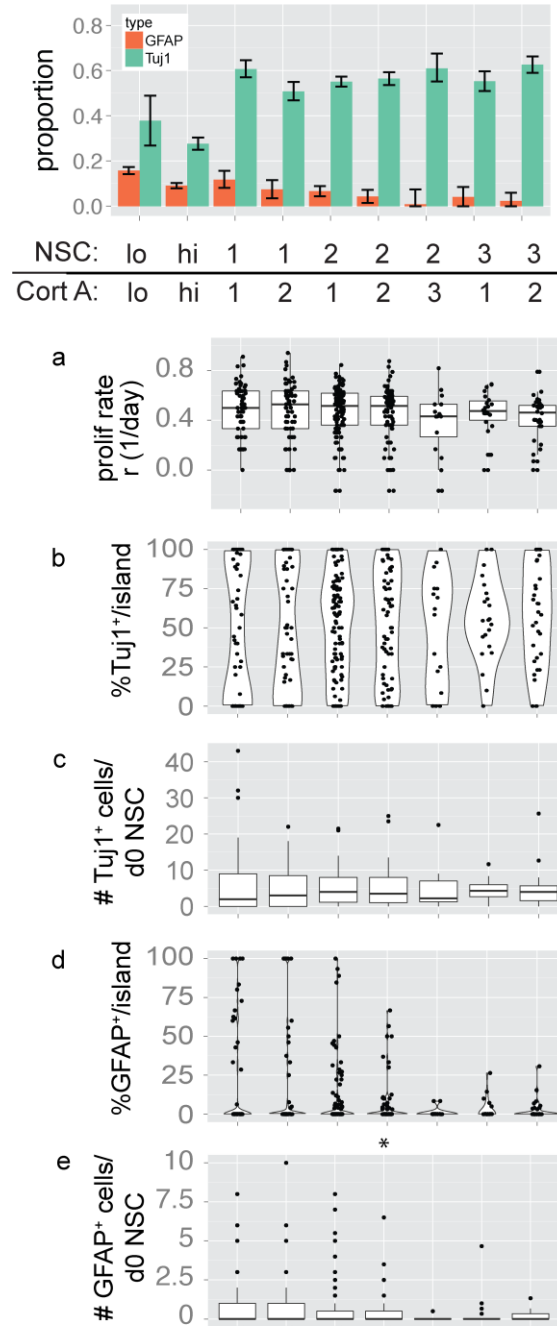 type
GFAP
Tuj1
proportion
0.8
0.6
0.4
0.2
0.0
NSC: lo hi 1 1 2 2 2 3 3
Cort A: lo hi 1 2 1 2 3 1 2
a
prolif rate
r (1/day)
0.8
0.4
0.0
b
%Tuj1+/island
100
75
50
25
0
c
# Tuj1+ cells/
d0 NSC
40
30
20
10
0
d
%GFAP+/island
100
75
50
25
0
*
e
# GFAP+ cells/
d0 NSC
10
7.5
5
2.5
0